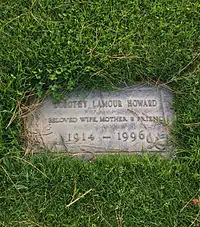 DOROTHY LAMOUR HOWARD
BELOVED WIFE, MOTHER & FRIEND
1914 – 1996